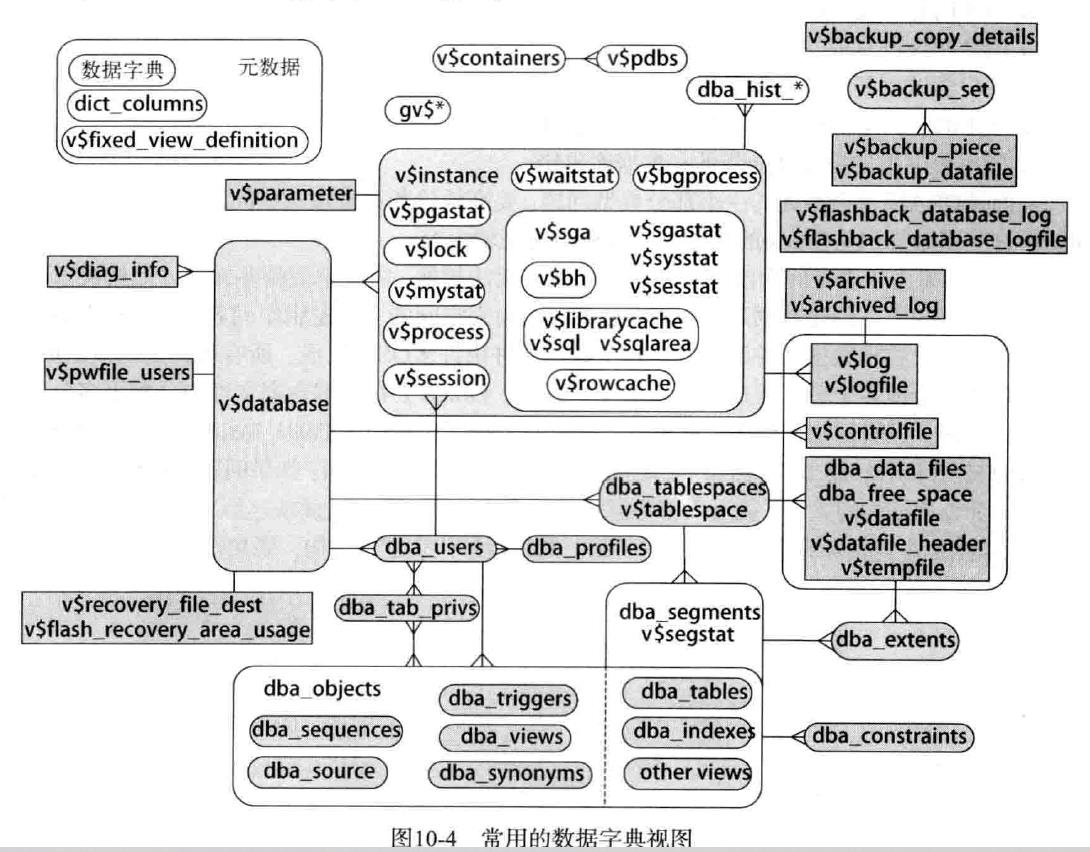 v$backup_copy_details
v$containers
v$pdbs
数据字典
元数据
dict_columns
v$fixed_view_definition
gv$*
dba_hist_*
v$backup_set
v$backup_piece
v$backup_datafile
v$parameter
v$instance
v$waitstat
v$bgprocess
v$pgastat
v$lock
v$mystat
v$process
v$session
v$sga
v$sgastat
v$sysstat
v$sesstat
v$bh
v$librarycache
v$sql v$sqlarea
v$rowcache
v$flashback_database_log
v$flashback_database_logfile
v$archive
v$archived_log
v$log
v$logfile
v$diag_info
v$pwfile_users
v$database
v$controlfile
dba_tablespaces
v$tablespace
dba_data_files
dba_free_space
v$datafile
v$datafile_header
v$tempfile
dba_users
dba_profiles
dba_tab_privs
v$recovery_file_dest
v$flash_recovery_area_usage
dba_segments
v$segstat
dba_extents
dba_objects
dba_triggers
dba_sequences
dba_views
dba_source
dba_synonyms
dba_tables
dba_indexes
other views
dba_constraints
图10-4 常用的数据字典视图